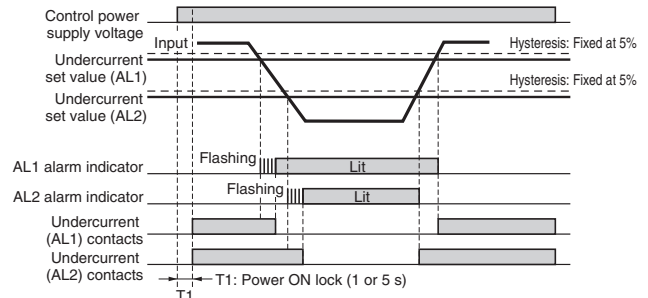 Control power
supply voltage
Input
Hysteresis: Fixed at 5%
Undercurrent
set value (AL1)
Hysteresis: Fixed at 5%
Undercurrent
set value (AL2)
Flashing
AL1 alarm indicator
Lit
Flashing
AL2 alarm indicator
Lit
Undercurrent
(AL1) contacts
Undercurrent
(AL2) contacts
T1: Power ON lock (1 or 5 s)
T1